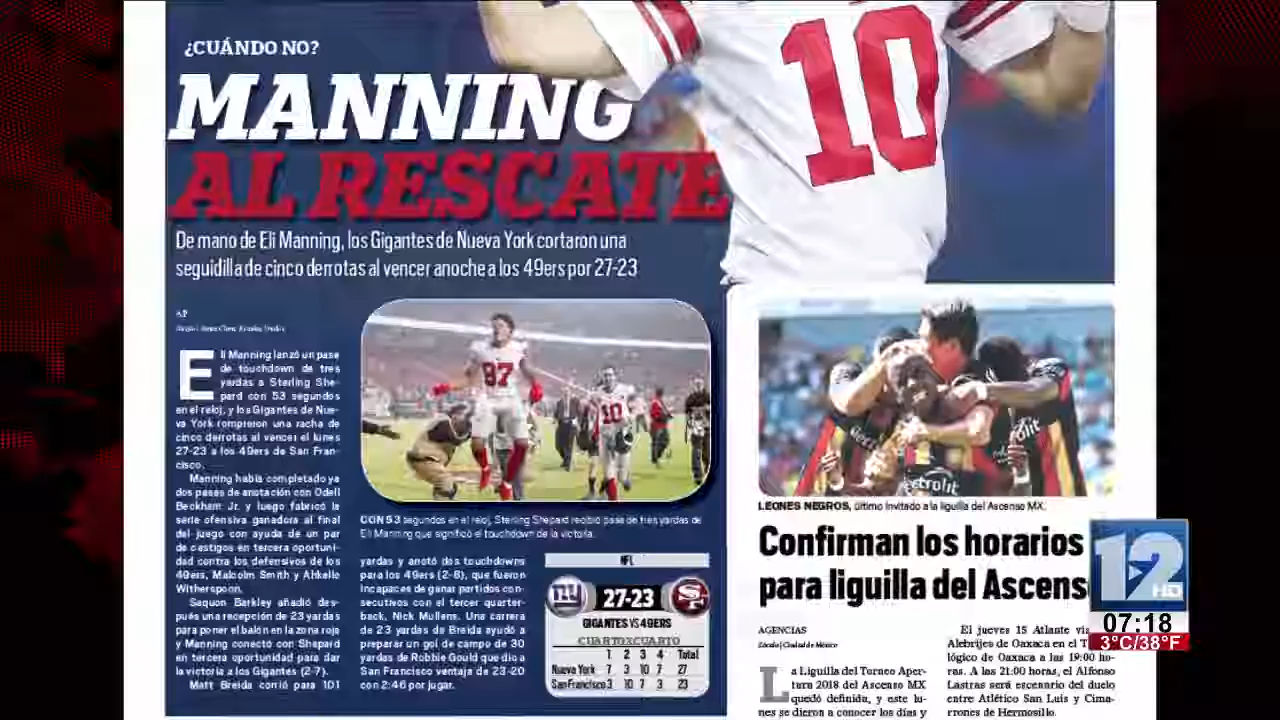 ¿CUÁNDO NO?
MANNING
AL RESCATE
De mano de Eli Manning, los Gigantes de Nueva York cortaron una
seguidilla de cinco derrotas al vencer anoche a los 49ers por 27-23
10
AP
Eli Manning lanzó un pase
de touchdown de tres
yardas a Sterling She-
pard con 53 segundos
en el reloj, y los Gigantes de Nue-
va York rompieron una racha de
cinco derrotas al vencer el lunes
27-23 a los 49ers de San Fran-
cisco.
Manning había completado ya
dos pases de anotación con Odell
Beckham Jr. y luego fabricó la
serie ofensiva ganadora al final
del juego con ayuda de un par
de castigos en tercera oportuni-
dad contra los defensivos de los
49ers, Malcolm Smith y Ahkello
Witherspoon.
Saquon Barkley añadió des-
pués una recepción de 23 yardas
para poner el balón en la zona roja
y Manning conectó con Shepard
en tercera oportunidad para dar
la victoria a los Gigantes (2-7).
Matt Breida corrió para 101
87
10
CON 53 segundos en el reloj, Sterling Shepard recibió pase de tres yardas de
Eli Manning que significó el touchdown de la victoria.
yardas y anotó dos touchdowns
para los 49ers (2-8), que fueron
incapaces de ganar partidos con-
secutivos con el tercer quarter-
back, Nick Mullens. Una carrera
de 23 yardas de Breida ayudó a
preparar un gol de campo de 30
yardas de Robbie Gould que dio a
San Francisco ventaja de 23-20
con 2:46 por jugar.
NFL
ny 27-23 SF
GIGANTES VS 49ERS
CUARTO X CUARTO
1 2 3 4 Total
Nueva York 7 3 10 7 27
San Francisco 3 10 7 3 23
LEONES NEGROS, último invitado a la liguilla del Ascenso MX.
Confirman los horarios
para liguilla del Ascens
AGENCIAS
Zócalo | Ciudad de México
La Liguilla del Torneo Aper-
tura 2018 del Ascenso MX
quedó definida, y este lu-
nes se dieron a conocer los días y
El jueves 15 Atlante vis
Alebrijes de Oaxaca en el T
lógico de Oaxaca a las 19:00 ho-
ras. A las 21:00 horas, el Alfonso
Lastras será escenario del duelo
entre Atlético San Luis y Cima-
rrones de Hermosillo.
12
HD
07:18
3°C/38°F